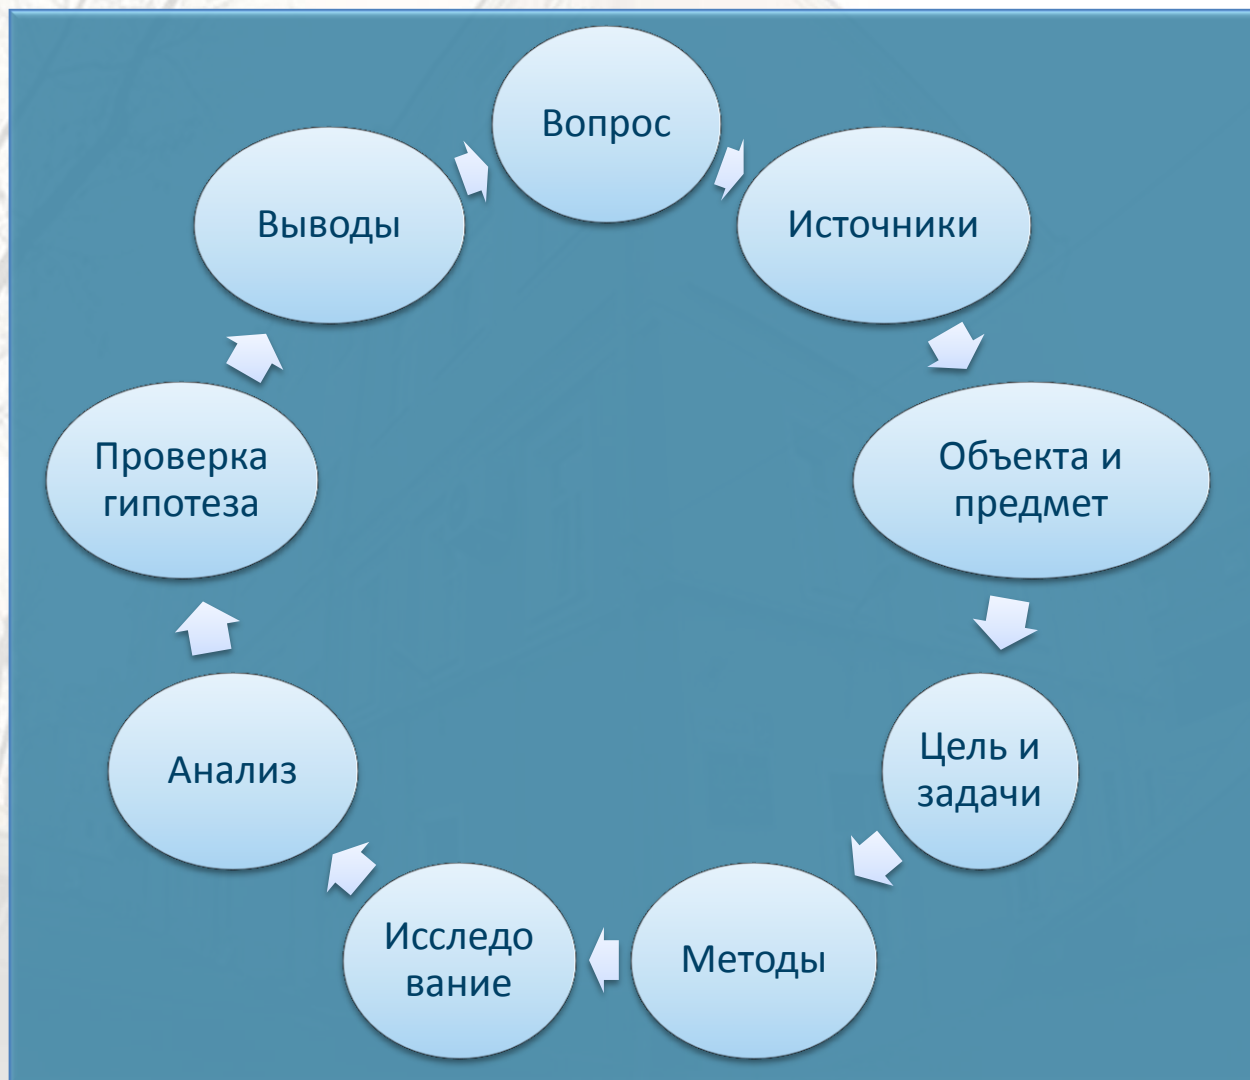 Вопрос
Источники
Объекта и
предмет
Цель и
задачи
Методы
Исследо
вание
Анализ
Проверка
гипотеза
Выводы